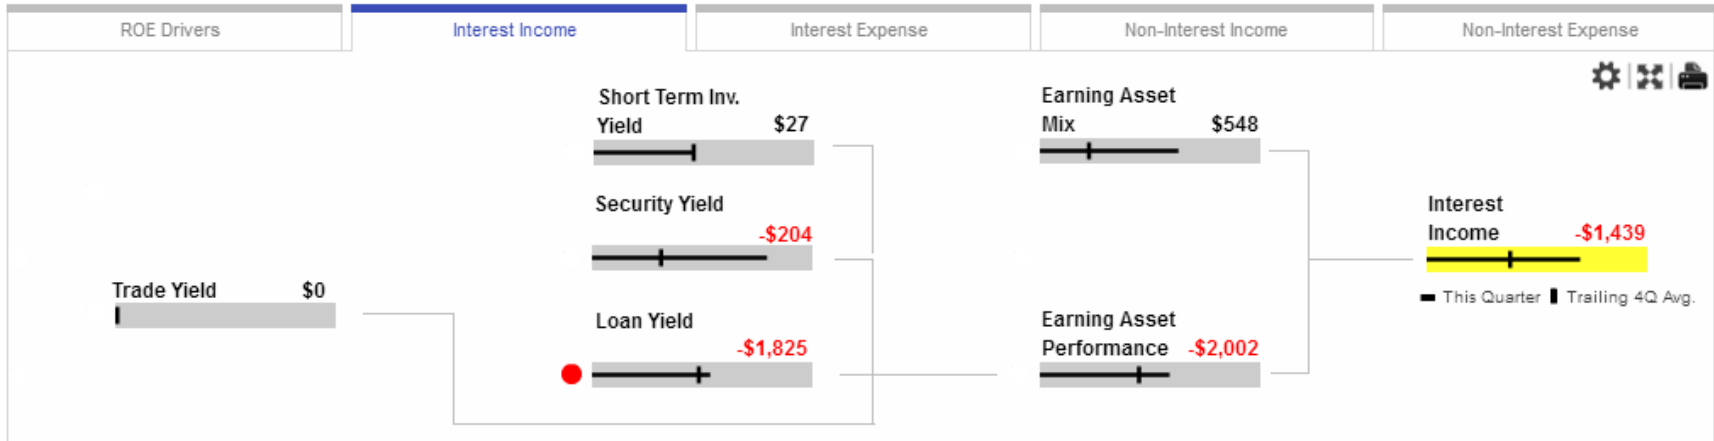 ROE Drivers
Interest Income
Interest Expense
Non-Interest Income
Non-Interest Expense
Short Term Inv.
Yield $27
Earning Asset
Mix $548
Security Yield
-$204
Interest
Income -$1,439
This Quarter Trailing 4Q Avg.
Trade Yield $0
Loan Yield
-$1,825
Earning Asset
Performance -$2,002